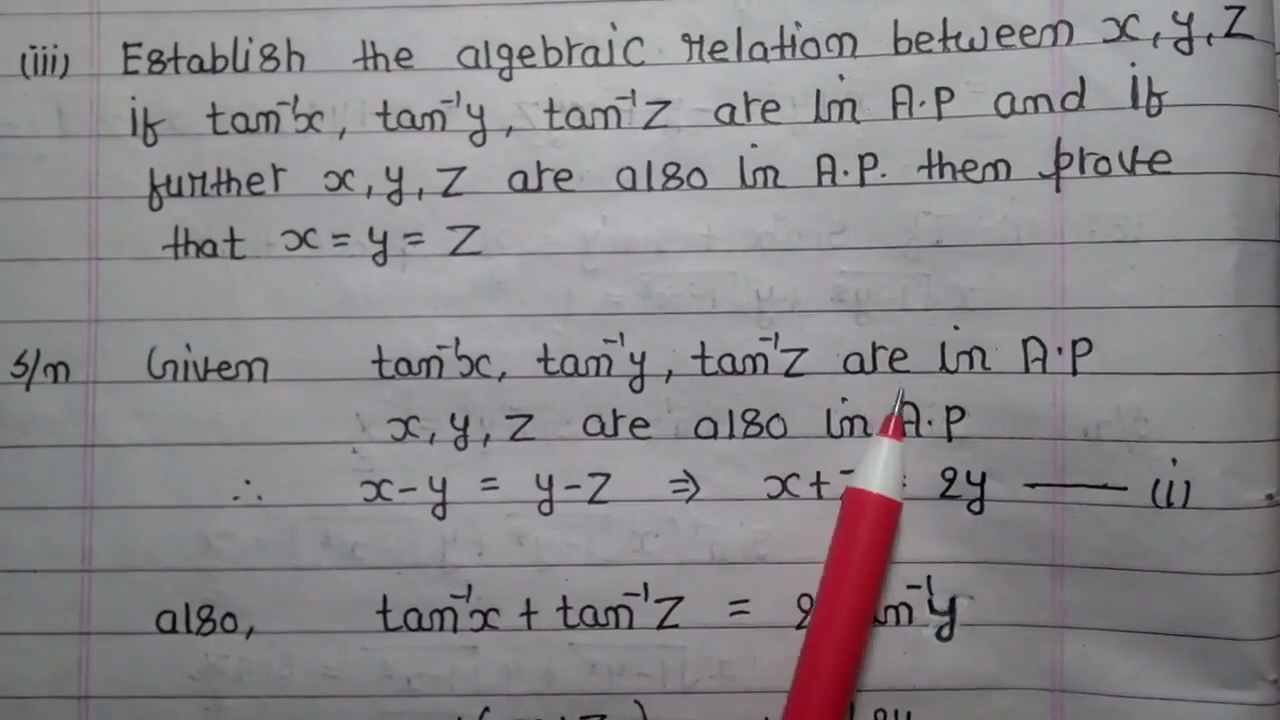 (iii) Establish the algebraic relation between x, y, z
if tan⁻¹x, tan⁻¹y, tan⁻¹z are in A.P and if
further x, y, z are also in A.P. then prove
that x = y = z
S/n Given tan⁻¹x, tan⁻¹y, tan⁻¹z are in A.P
x, y, z are also in A.P
∴ x-y = y-z ⇒ x+ 2y —— (i)
also, tan⁻¹x + tan⁻¹z = 2 n⁻¹y